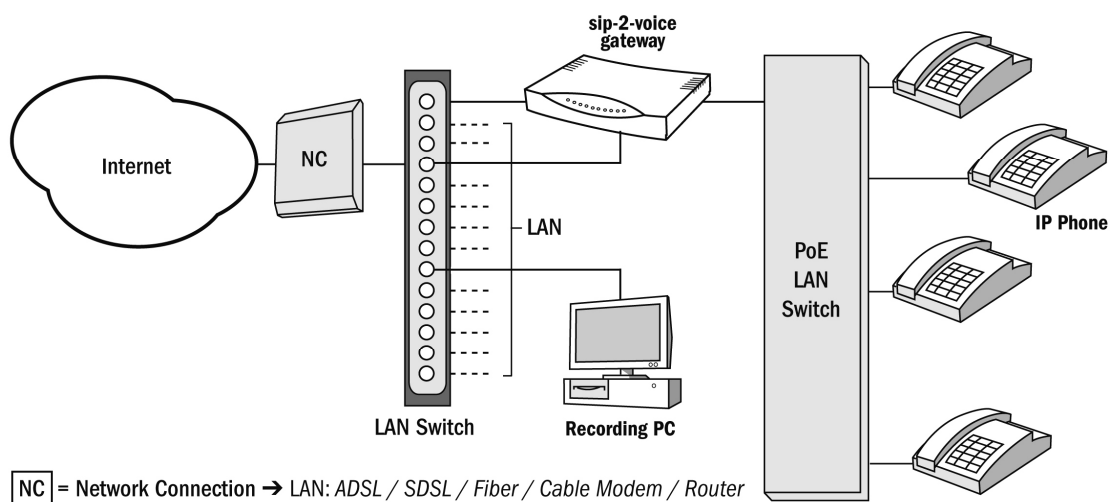 sip-2-voice
gateway
Internet
NC
LAN
IP Phone
PoE
LAN
Switch
LAN Switch
Recording PC
NC = Network Connection → LAN: ADSL / SDSL / Fiber / Cable Modem / Router